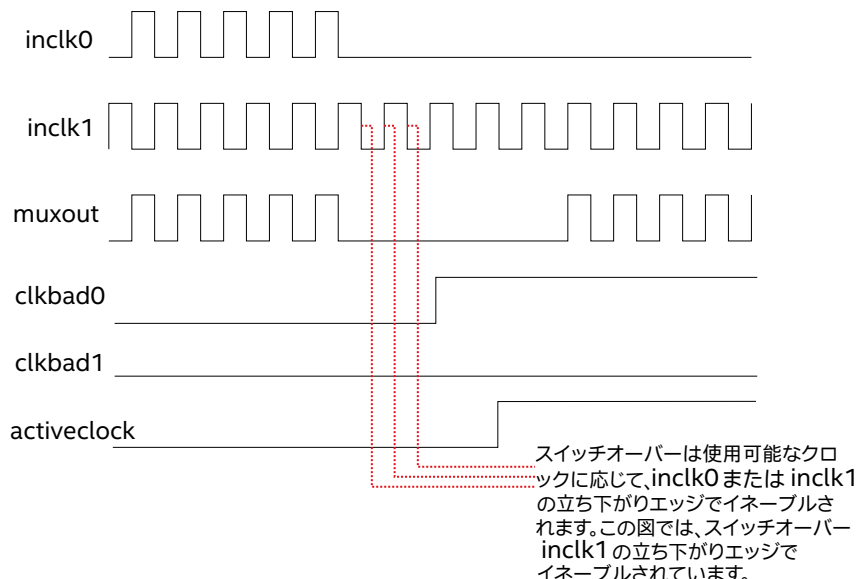 inclk0
inclk1
muxout
clkbad0
clkbad1
activeclock
スイッチオーバーは使用可能なクロ
ックに応じて、inclk0 または inclk1
の立ち下がりエッジでイネーブルさ
れます。この図では、スイッチオーバー
inclk1 の立ち下がりエッジで
イネーブルされています。